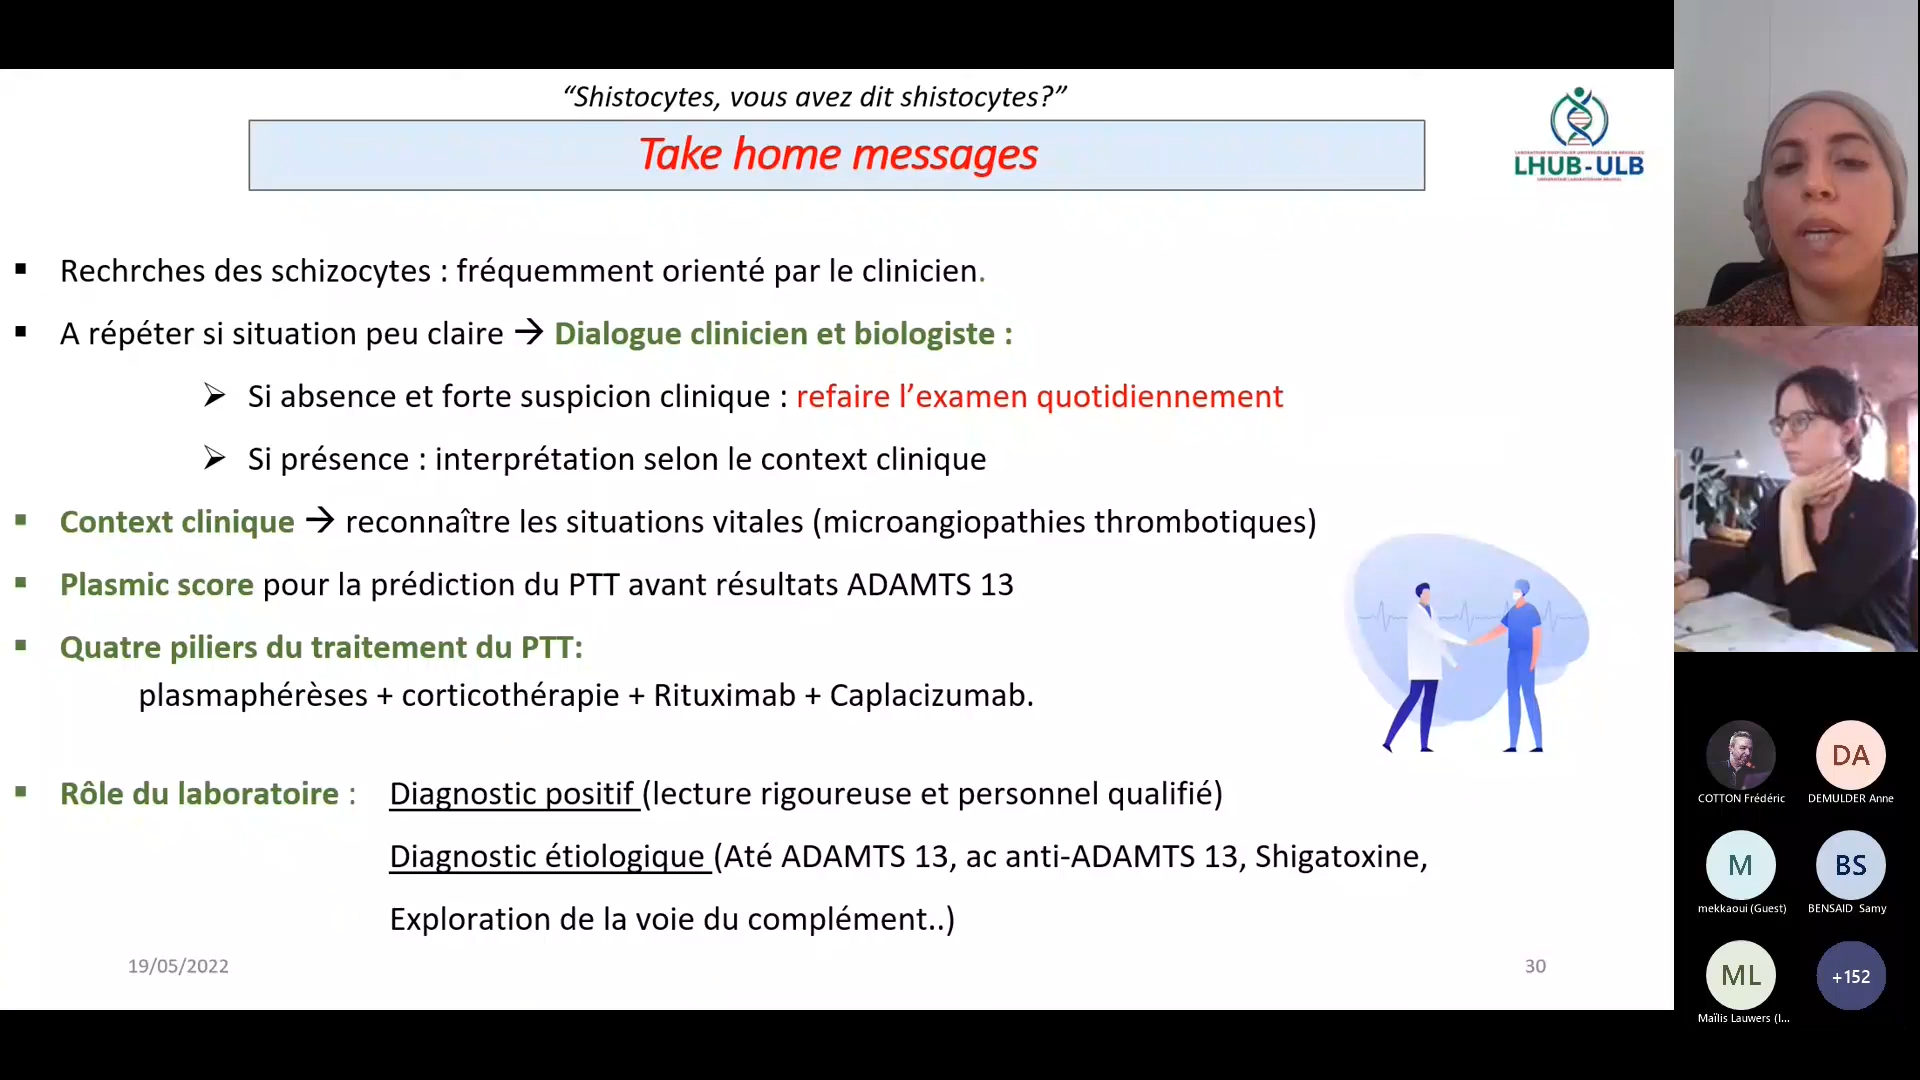 “Shistocytes, vous avez dit shistocytes?”
Take home messages
LHUB-ULB
Rechrches des schizocytes : fréquemment orienté par le clinicien.
A répéter si situation peu claire → Dialogue clinicien et biologiste :
Si absence et forte suspicion clinique : refaire l’examen quotidiennement
Si présence : interprétation selon le context clinique
Context clinique → reconnaître les situations vitales (microangiopathies thrombotiques)
Plasmic score pour la prédiction du PTT avant résultats ADAMTS 13
Quatre piliers du traitement du PTT:
plasmaphérèses + corticothérapie + Rituximab + Caplacizumab.
Rôle du laboratoire : Diagnostic positif (lecture rigoureuse et personnel qualifié)
Diagnostic étiologique (Até ADAMTS 13, ac anti-ADAMTS 13, Shigatoxine,
Exploration de la voie du complément..)
19/05/2022
30
COTTON Frédéric
DA
DEMULDER Anne
M
mekkaoui (Guest)
BS
BENSAID Samy
ML
Maïlis Lauwers (I...
+152